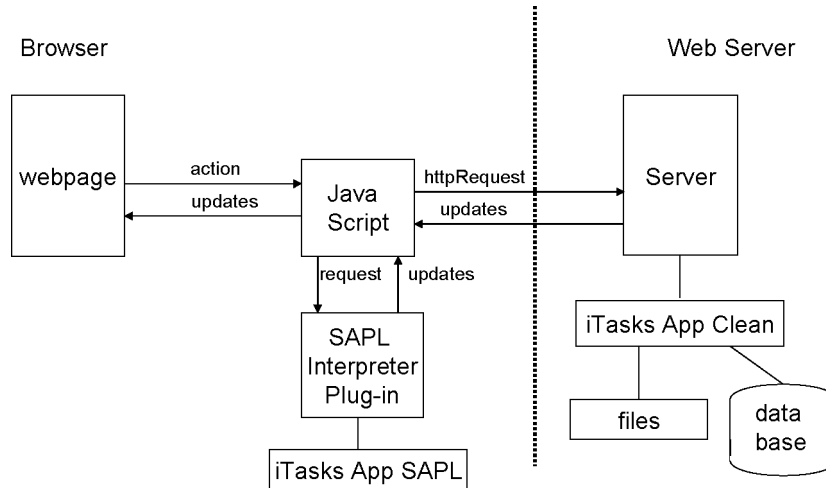 Browser
Web Server
webpage
action
updates
Java
Script
httpRequest
updates
Server
request
updates
SAPL
Interpreter
Plug-in
iTasks App SAPL
iTasks App Clean
files
data
base